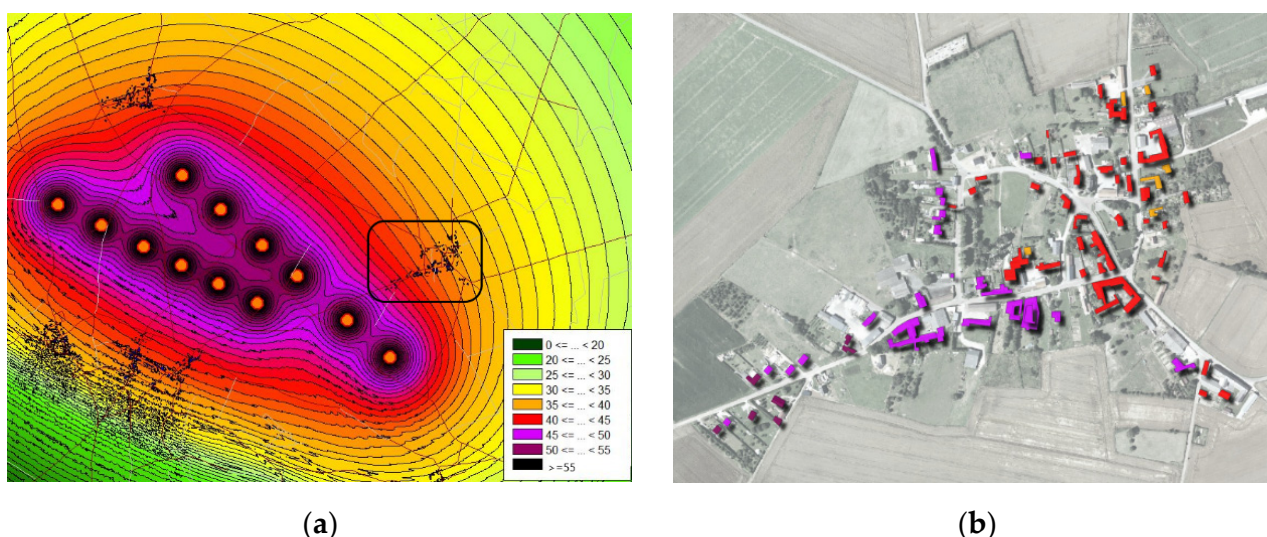 0 <= ... < 20
20 <= ... < 25
25 <= ... < 30
30 <= ... < 35
35 <= ... < 40
40 <= ... < 45
45 <= ... < 50
50 <= ... < 55
>=55
(a)
(b)